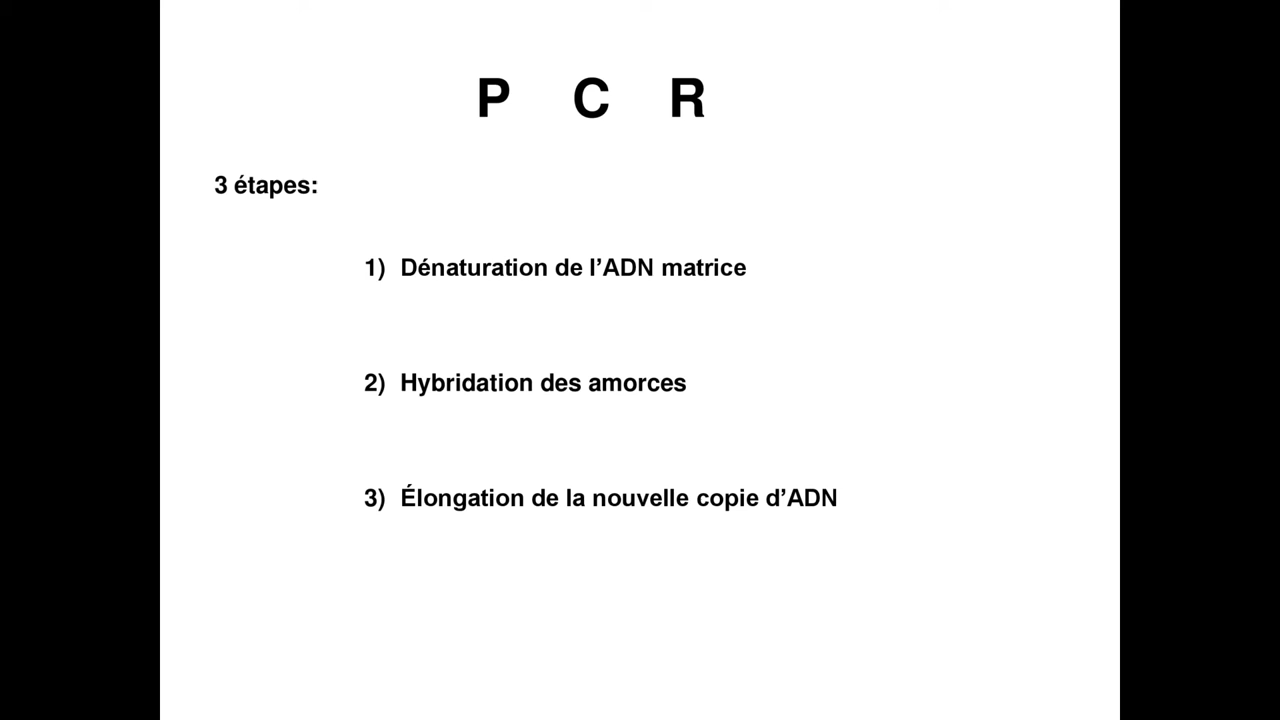 P C R
3 étapes:
1) Dénaturation de l’ADN matrice
2) Hybridation des amorces
3) Élongation de la nouvelle copie d’ADN